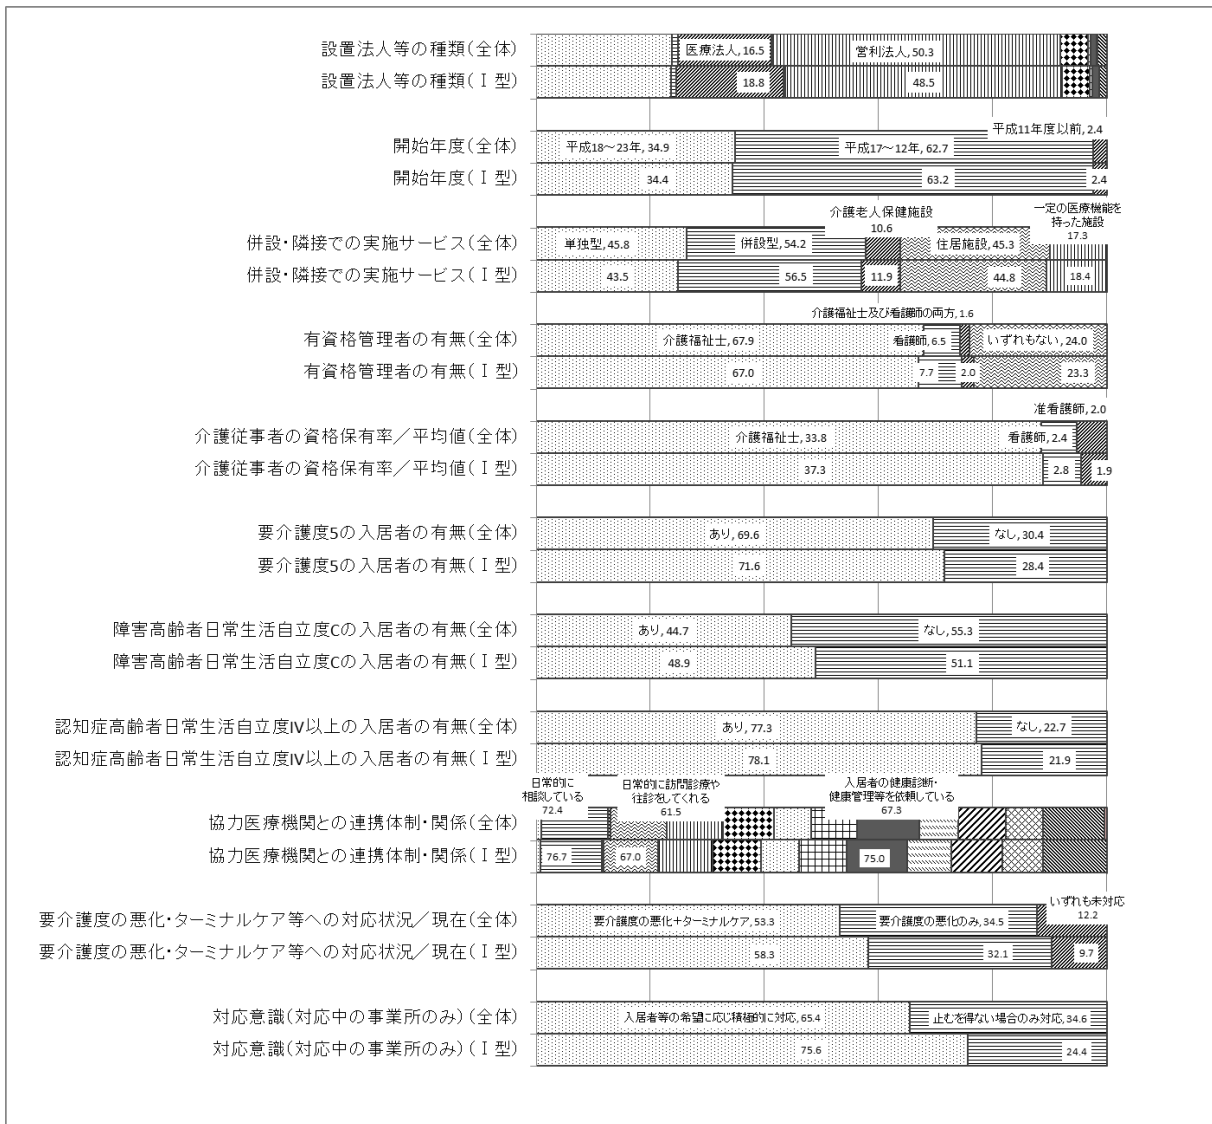 設置法人等の種類(全体)
医療法人, 16.5
営利法人, 50.3
設置法人等の種類(Ⅰ型)
18.8
48.5
平成11年度以前, 2.4
開始年度(全体)
平成18～23年, 34.9
平成17～12年, 62.7
開始年度(Ⅰ型)
34.4
63.2
2.4
介護老人保健施設
10.6
一定の医療機能を
持った施設
17.3
併設・隣接での実施サービス(全体)
単独型, 45.8
併設型, 54.2
住居施設, 45.3
併設・隣接での実施サービス(Ⅰ型)
43.5
56.5
11.9
44.8
18.4
介護福祉士及び看護師の両方, 1.6
有資格管理者の有無(全体)
介護福祉士, 67.9
看護師, 6.5
いずれもない, 24.0
有資格管理者の有無(Ⅰ型)
67.0
7.7
2.0
23.3
准看護師, 2.0
介護従事者の資格保有率／平均値(全体)
介護福祉士, 33.8
看護師, 2.4
介護従事者の資格保有率／平均値(Ⅰ型)
37.3
2.8
1.9
要介護度5の入居者の有無(全体)
あり, 69.6
なし, 30.4
要介護度5の入居者の有無(Ⅰ型)
71.6
28.4
障害高齢者日常生活自立度Cの入居者の有無(全体)
あり, 44.7
なし, 55.3
障害高齢者日常生活自立度Cの入居者の有無(Ⅰ型)
48.9
51.1
認知症高齢者日常生活自立度Ⅳ以上の入居者の有無(全体)
あり, 77.3
なし, 22.7
認知症高齢者日常生活自立度Ⅳ以上の入居者の有無(Ⅰ型)
78.1
21.9
日常的に
相談している
72.4
日常的に訪問診療や
往診をしてくれる
61.5
入居者の健康診断・
健康管理等を依頼している
67.3
協力医療機関との連携体制・関係(全体)
協力医療機関との連携体制・関係(Ⅰ型)
76.7
67.0
75.0
いずれも未対応
12.2
要介護度の悪化・ターミナルケア等への対応状況／現在(全体)
要介護度の悪化＋ターミナルケア, 53.3
要介護度の悪化のみ, 34.5
要介護度の悪化・ターミナルケア等への対応状況／現在(Ⅰ型)
58.3
32.1
9.7
対応意識(対応中の事業所のみ)(全体)
入居者等の希望に応じ積極的に対応, 65.4
止むを得ない場合のみ対応, 34.6
対応意識(対応中の事業所のみ)(Ⅰ型)
75.6
24.4